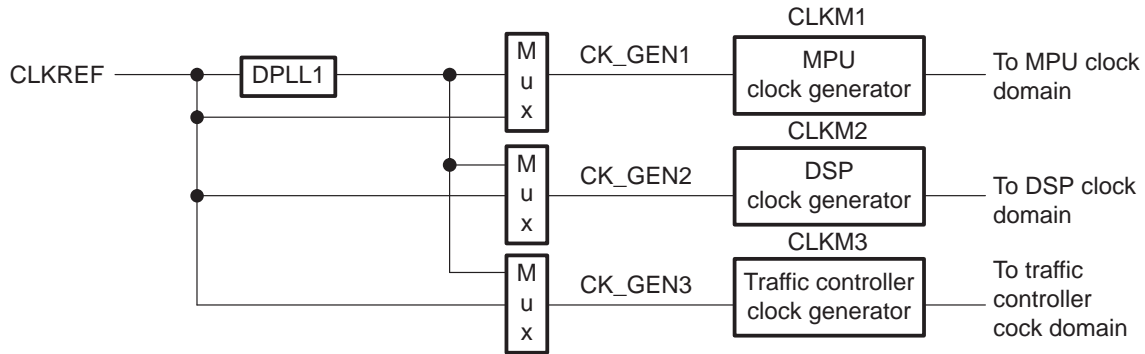 CLKREF
DPLL1
M
u
x
CK_GEN1
CLKM1
MPU
clock generator
To MPU clock
domain
M
u
x
CK_GEN2
CLKM2
DSP
clock generator
To DSP clock
domain
M
u
x
CK_GEN3
CLKM3
Traffic controller
clock generator
To traffic
controller
cock domain